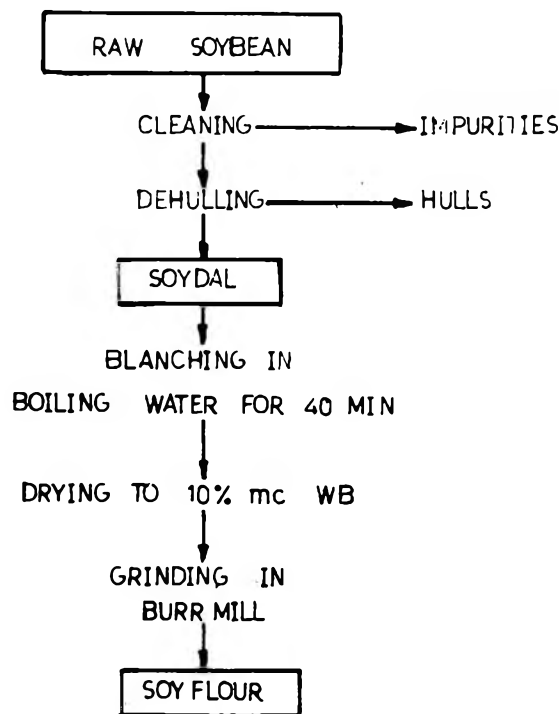 RAW SOYBEAN
CLEANING IMPURITIES
DEHULLING HULLS
SOYDAL
BLANCHING IN
BOILING WATER FOR 40 MIN
DRYING TO 10% mc WB
GRINDING IN
BURR MILL
SOY FLOUR